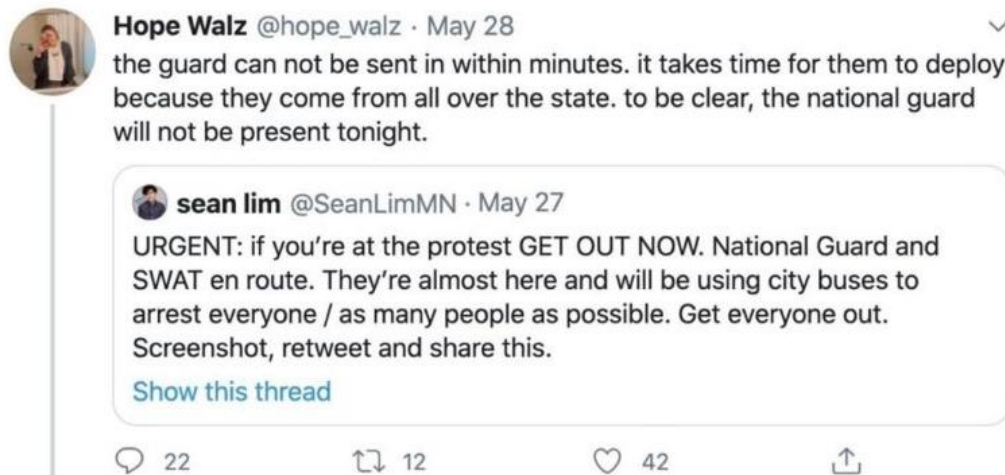 Hope Walz @hope_walz · May 28
the guard can not be sent in within minutes. it takes time for them to deploy
because they come from all over the state. to be clear, the national guard
will not be present tonight.
sean lim @SeanLimMN · May 27
URGENT: if you're at the protest GET OUT NOW. National Guard and
SWAT en route. They're almost here and will be using city buses to
arrest everyone / as many people as possible. Get everyone out.
Screenshot, retweet and share this.
Show this thread
22 12 42